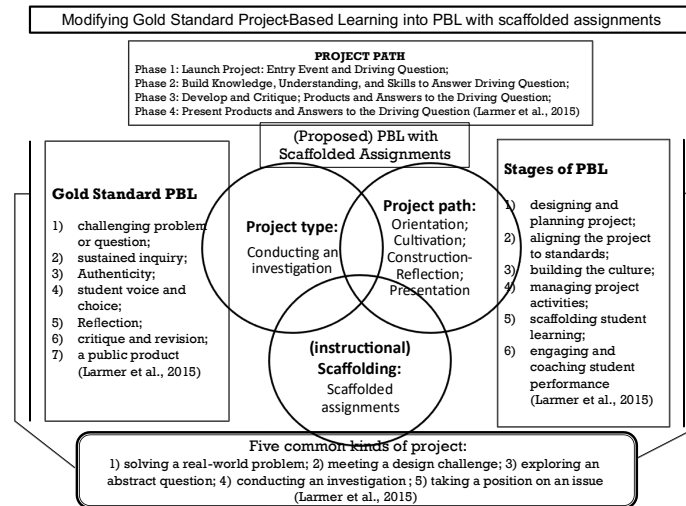 Modifying Gold Standard Project-Based Learning into PBL with scaffolded assignments
PROJECT PATH
Phase 1: Launch Project: Entry Event and Driving Question;
Phase 2: Build Knowledge, Understanding, and Skills to Answer Driving Question;
Phase 3: Develop and Critique; Products and Answers to the Driving Question;
Phase 4: Present Products and Answers to the Driving Question (Larmer et al., 2015)
(Proposed) PBL with
Scaffolded Assignments
Gold Standard PBL
1) challenging problem
or question;
2) sustained inquiry;
3) Authenticity;
4) student voice and
choice;
5) Reflection;
6) critique and revision;
7) a public product
(Larmer et al., 2015)
Project type:
Conducting an
investigation
Project path:
Orientation;
Cultivation;
Construction-
Reflection;
Presentation
(instructional)
Scaffolding:
Scaffolded
assignments
Stages of PBL
1) designing and
planning project;
2) aligning the project
to standards;
3) building the culture;
4) managing project
activities;
5) scaffolding student
learning;
6) engaging and
coaching student
performance
(Larmer et al., 2015)
Five common kinds of project:
1) solving a real-world problem; 2) meeting a design challenge; 3) exploring an
abstract question; 4) conducting an investigation; 5) taking a position on an issue
(Larmer et al., 2015)